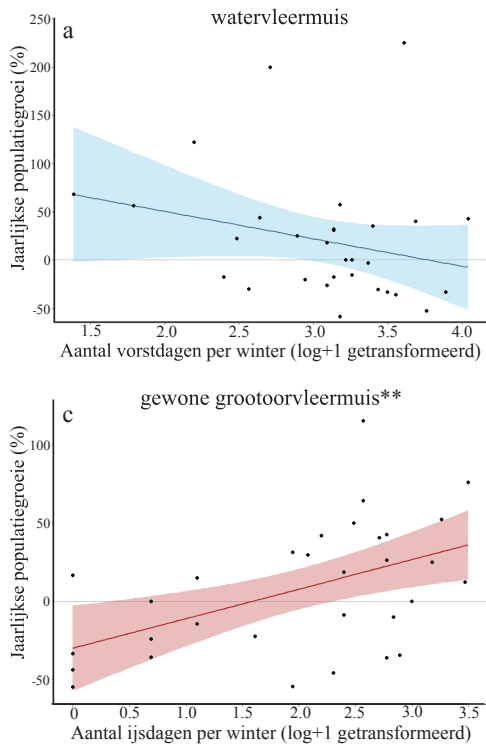 watervleermuis
a
Jaarlijkse populatiegroei (%)
250
200
150
100
50
0
-50
1.5 2.0 2.5 3.0 3.5 4.0
Aantal vorstdagen per winter (log+1 getransformeerd)
gewone grootoorvleermuis**
c
Jaarlijkse populatiegroeie (%)
100
50
0
-50
0 0.5 1.0 1.5 2.0 2.5 3.0 3.5
Aantal ijsdagen per winter (log+1 getransformeerd)